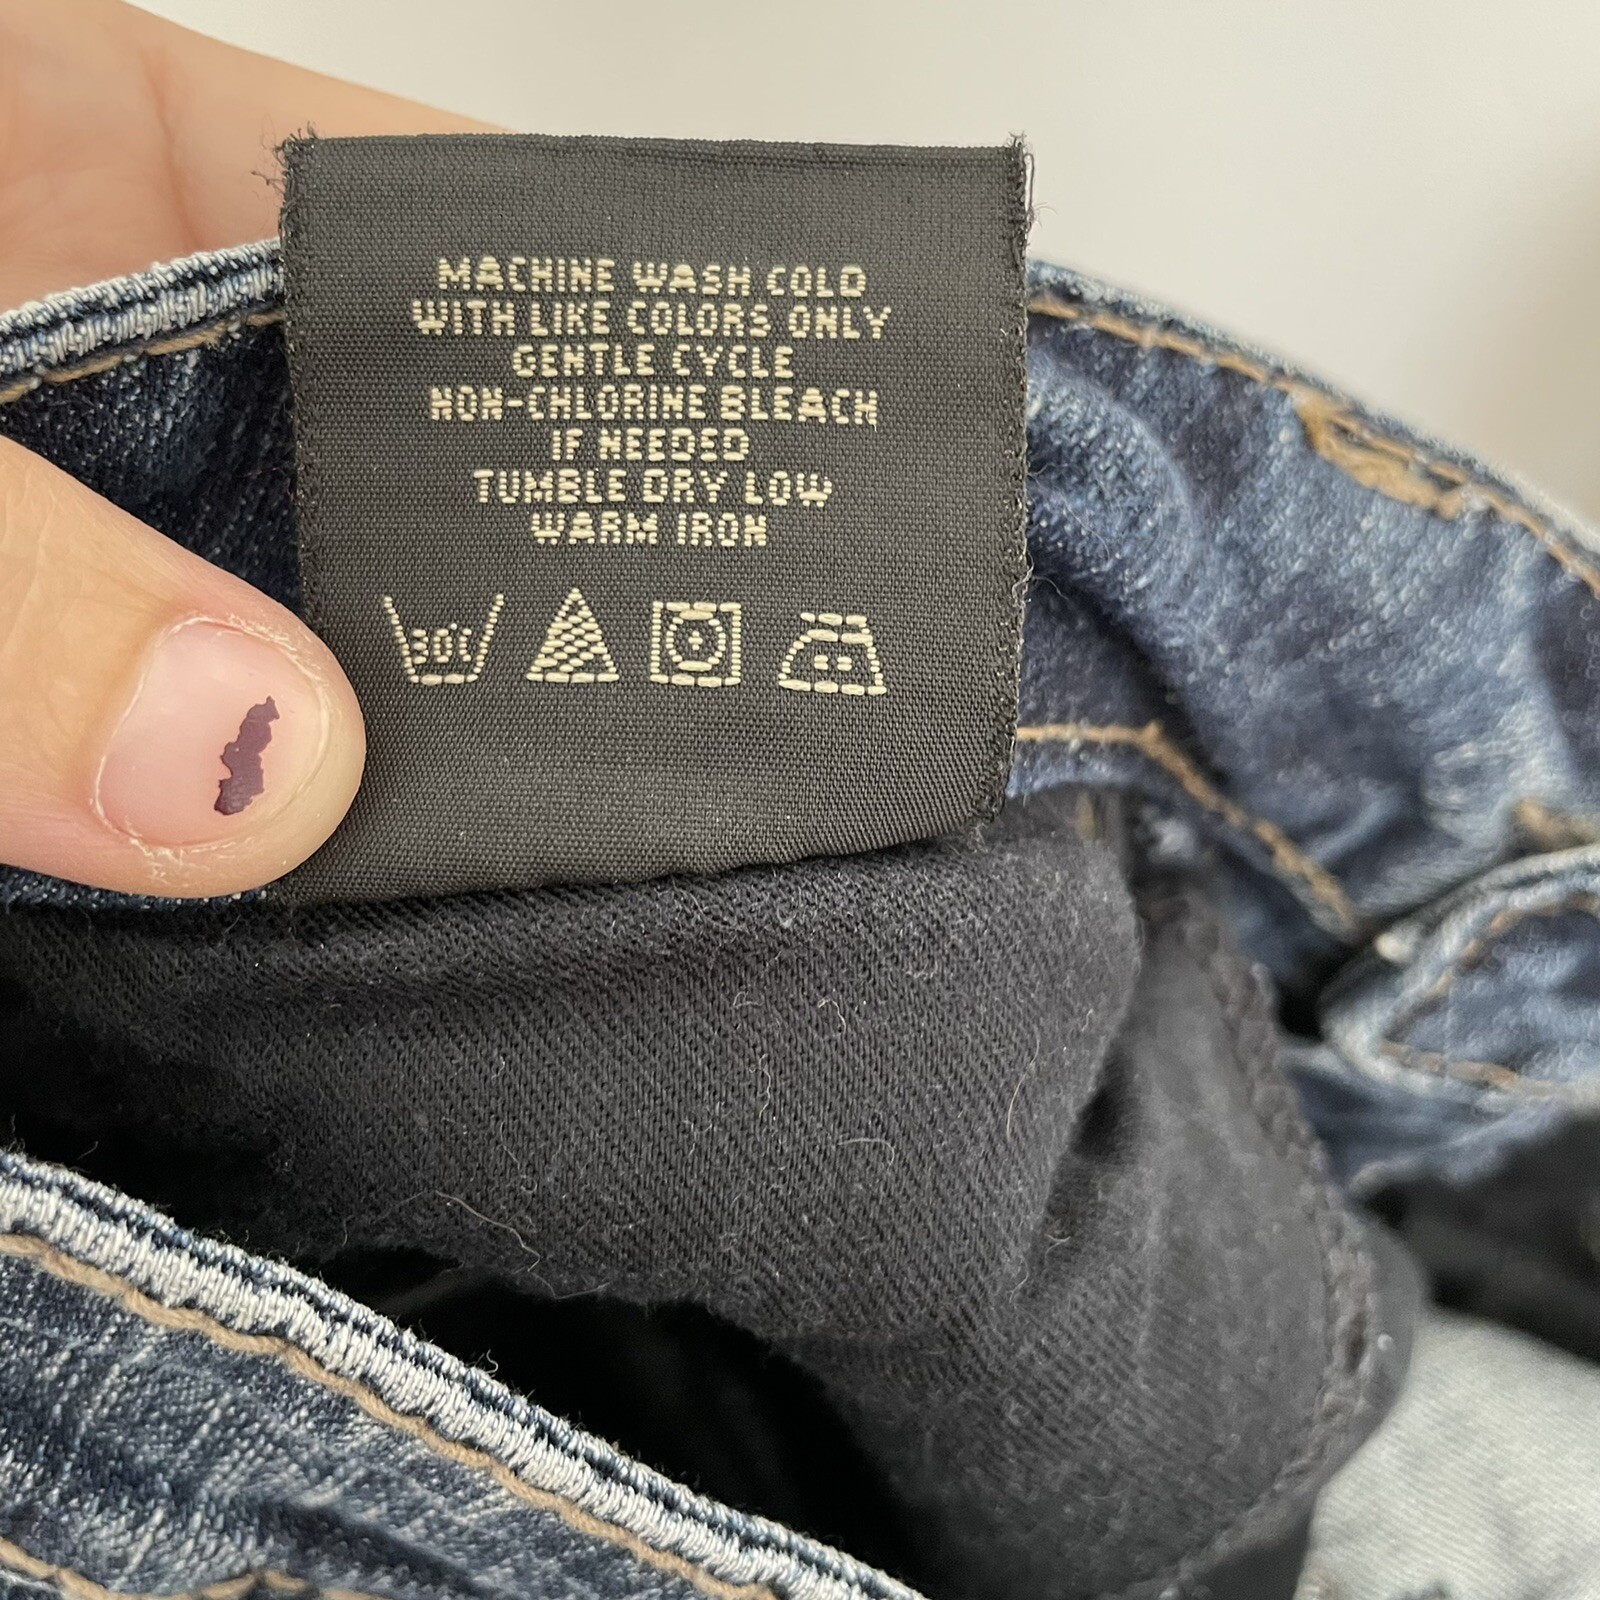 MACHINE WASH COLD
WITH LIKE COLORS ONLY
GENTLE CYCLE
NON-CHLORINE BLEACH
IF NEEDED
TUMBLE DRY LOW
WARM IRON
30°C